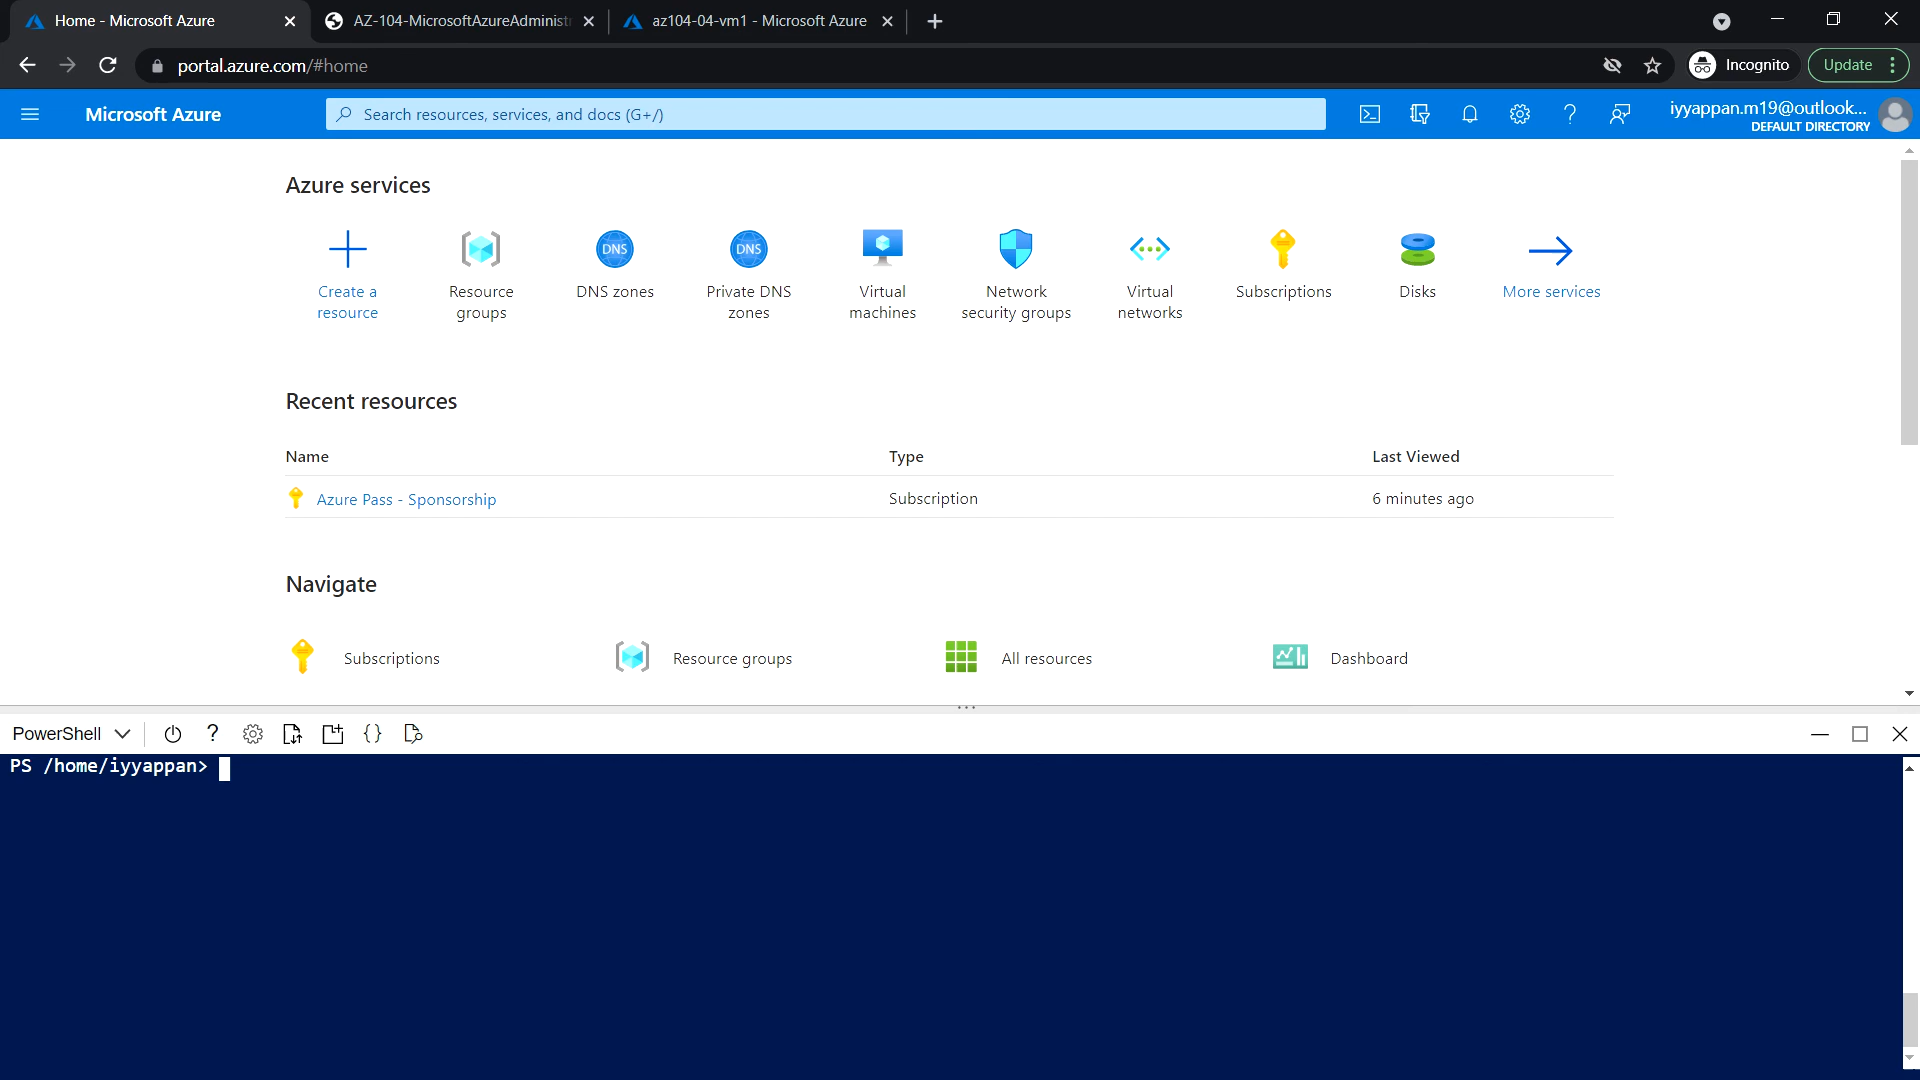 Home - Microsoft Azure
AZ-104-MicrosoftAzureAdminist
az104-04-vm1 - Microsoft Azure
portal.azure.com/#home
Incognito
Update
Microsoft Azure
Search resources, services, and docs (G+/)
iyyappan.m19@outlook...
DEFAULT DIRECTORY
Azure services
Create a resource
Resource groups
DNS zones
Private DNS zones
Virtual machines
Network security groups
Virtual networks
Subscriptions
Disks
More services
Recent resources
Name Type Last Viewed
Azure Pass - Sponsorship Subscription 6 minutes ago
Navigate
Subscriptions Resource groups All resources Dashboard
PowerShell
PS /home/iyyappan>